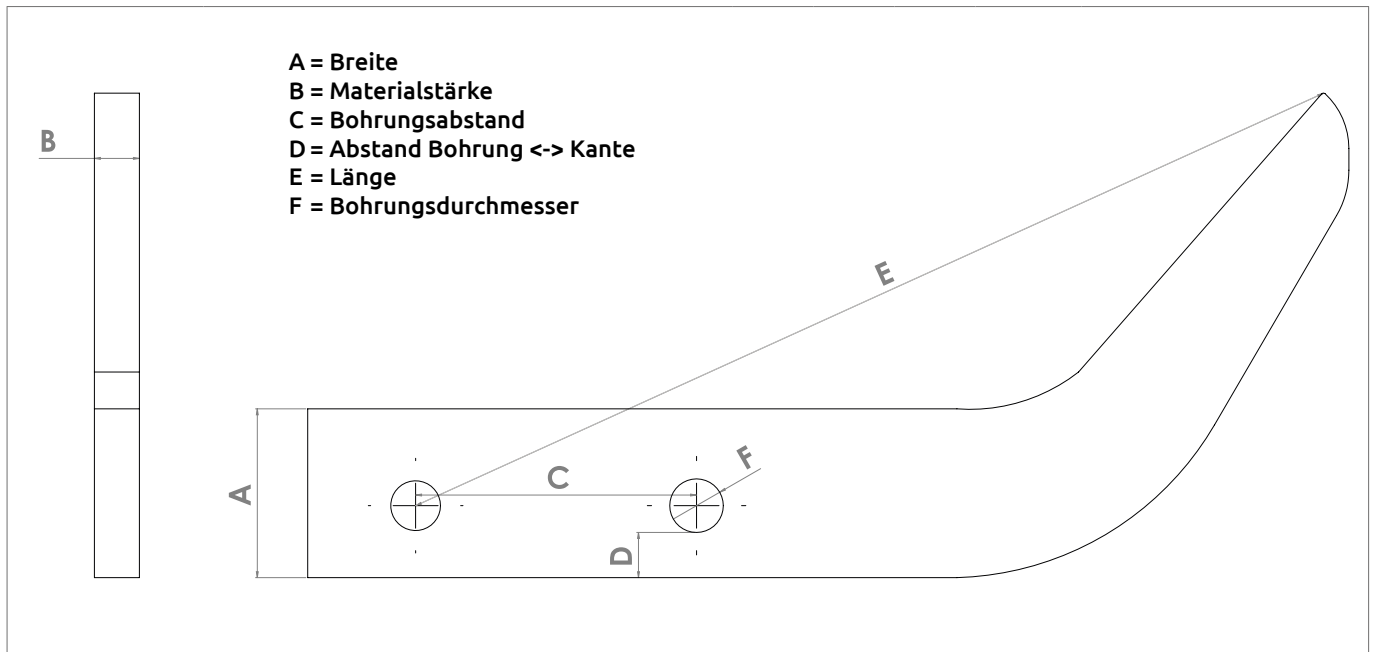 A = Breite
B = Materialstärke
C = Bohrungsabstand
D = Abstand Bohrung <-> Kante
E = Länge
F = Bohrungsdurchmesser
B
E
F
C
A
D